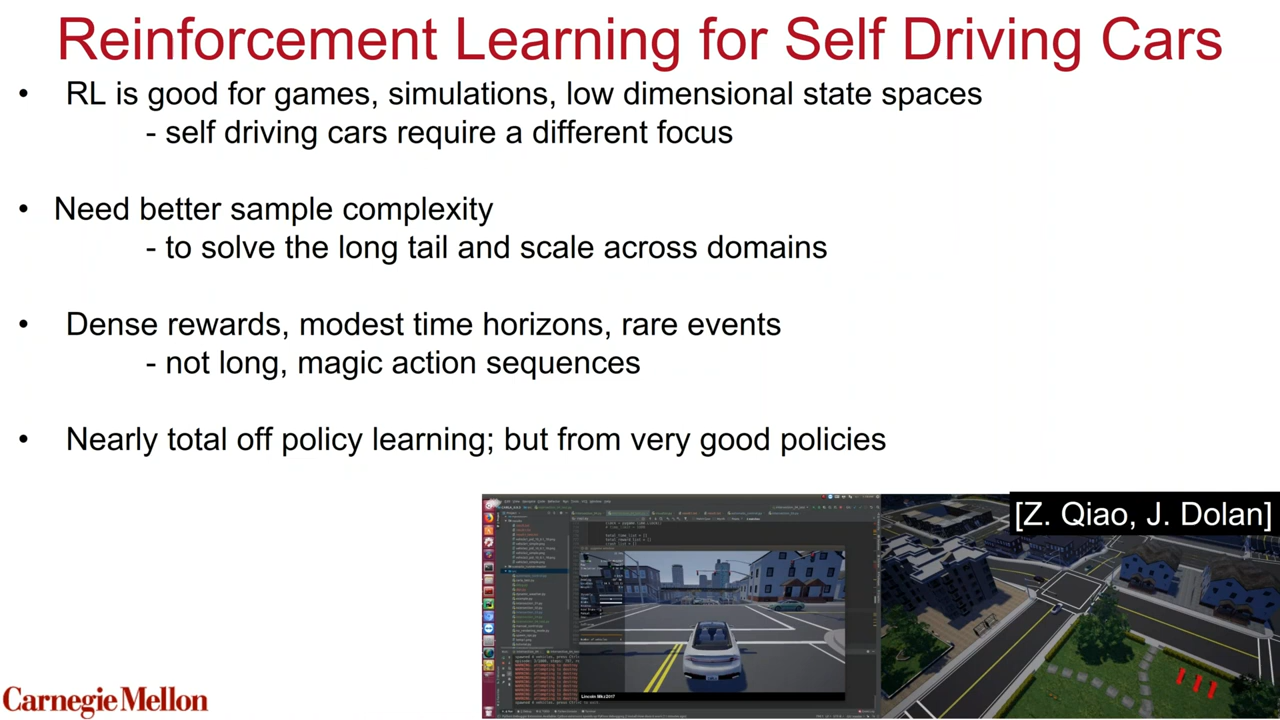 Reinforcement Learning for Self Driving Cars
• RL is good for games, simulations, low dimensional state spaces
- self driving cars require a different focus
• Need better sample complexity
- to solve the long tail and scale across domains
• Dense rewards, modest time horizons, rare events
- not long, magic action sequences
• Nearly total off policy learning; but from very good policies
[Z. Qiao, J. Dolan]
Lincoln Mkz2017
Carnegie Mellon